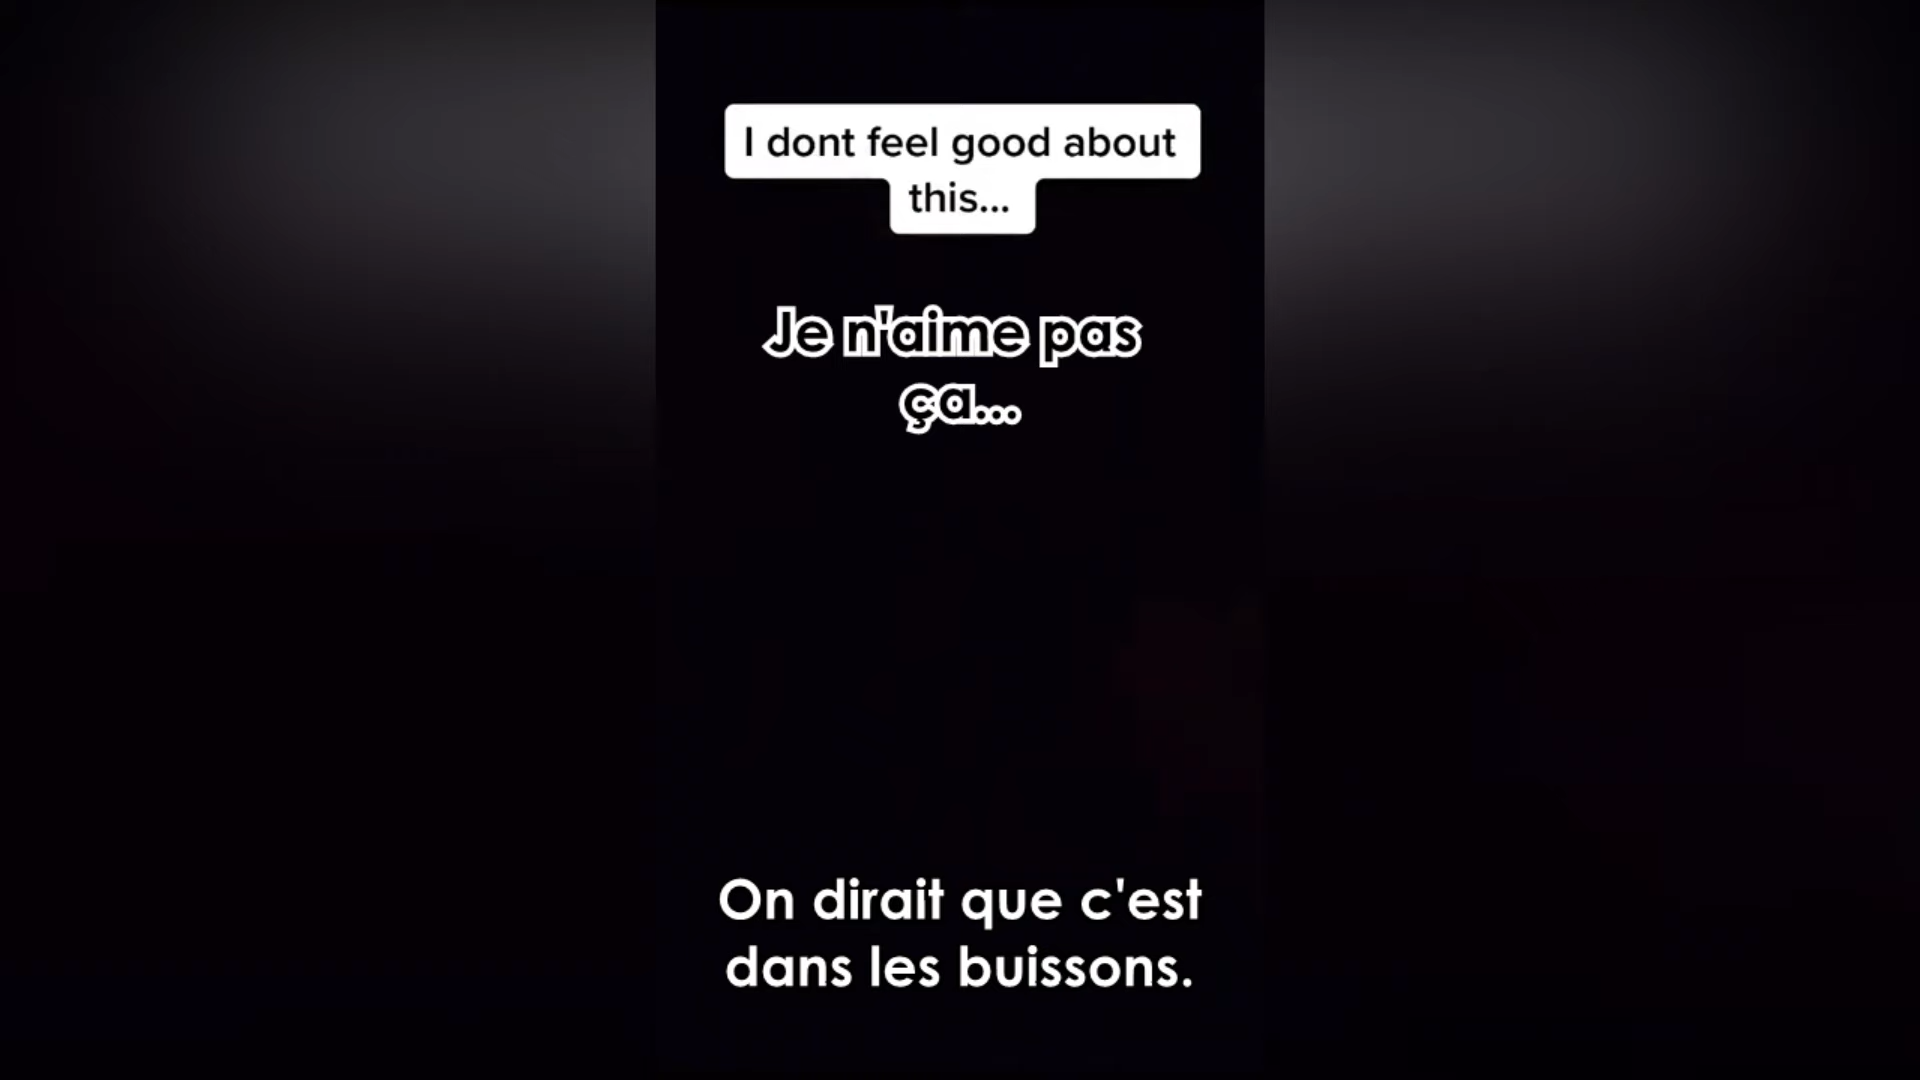 I dont feel good about
this...
Je n'aime pas
ça...
On dirait que c'est
dans les buissons.